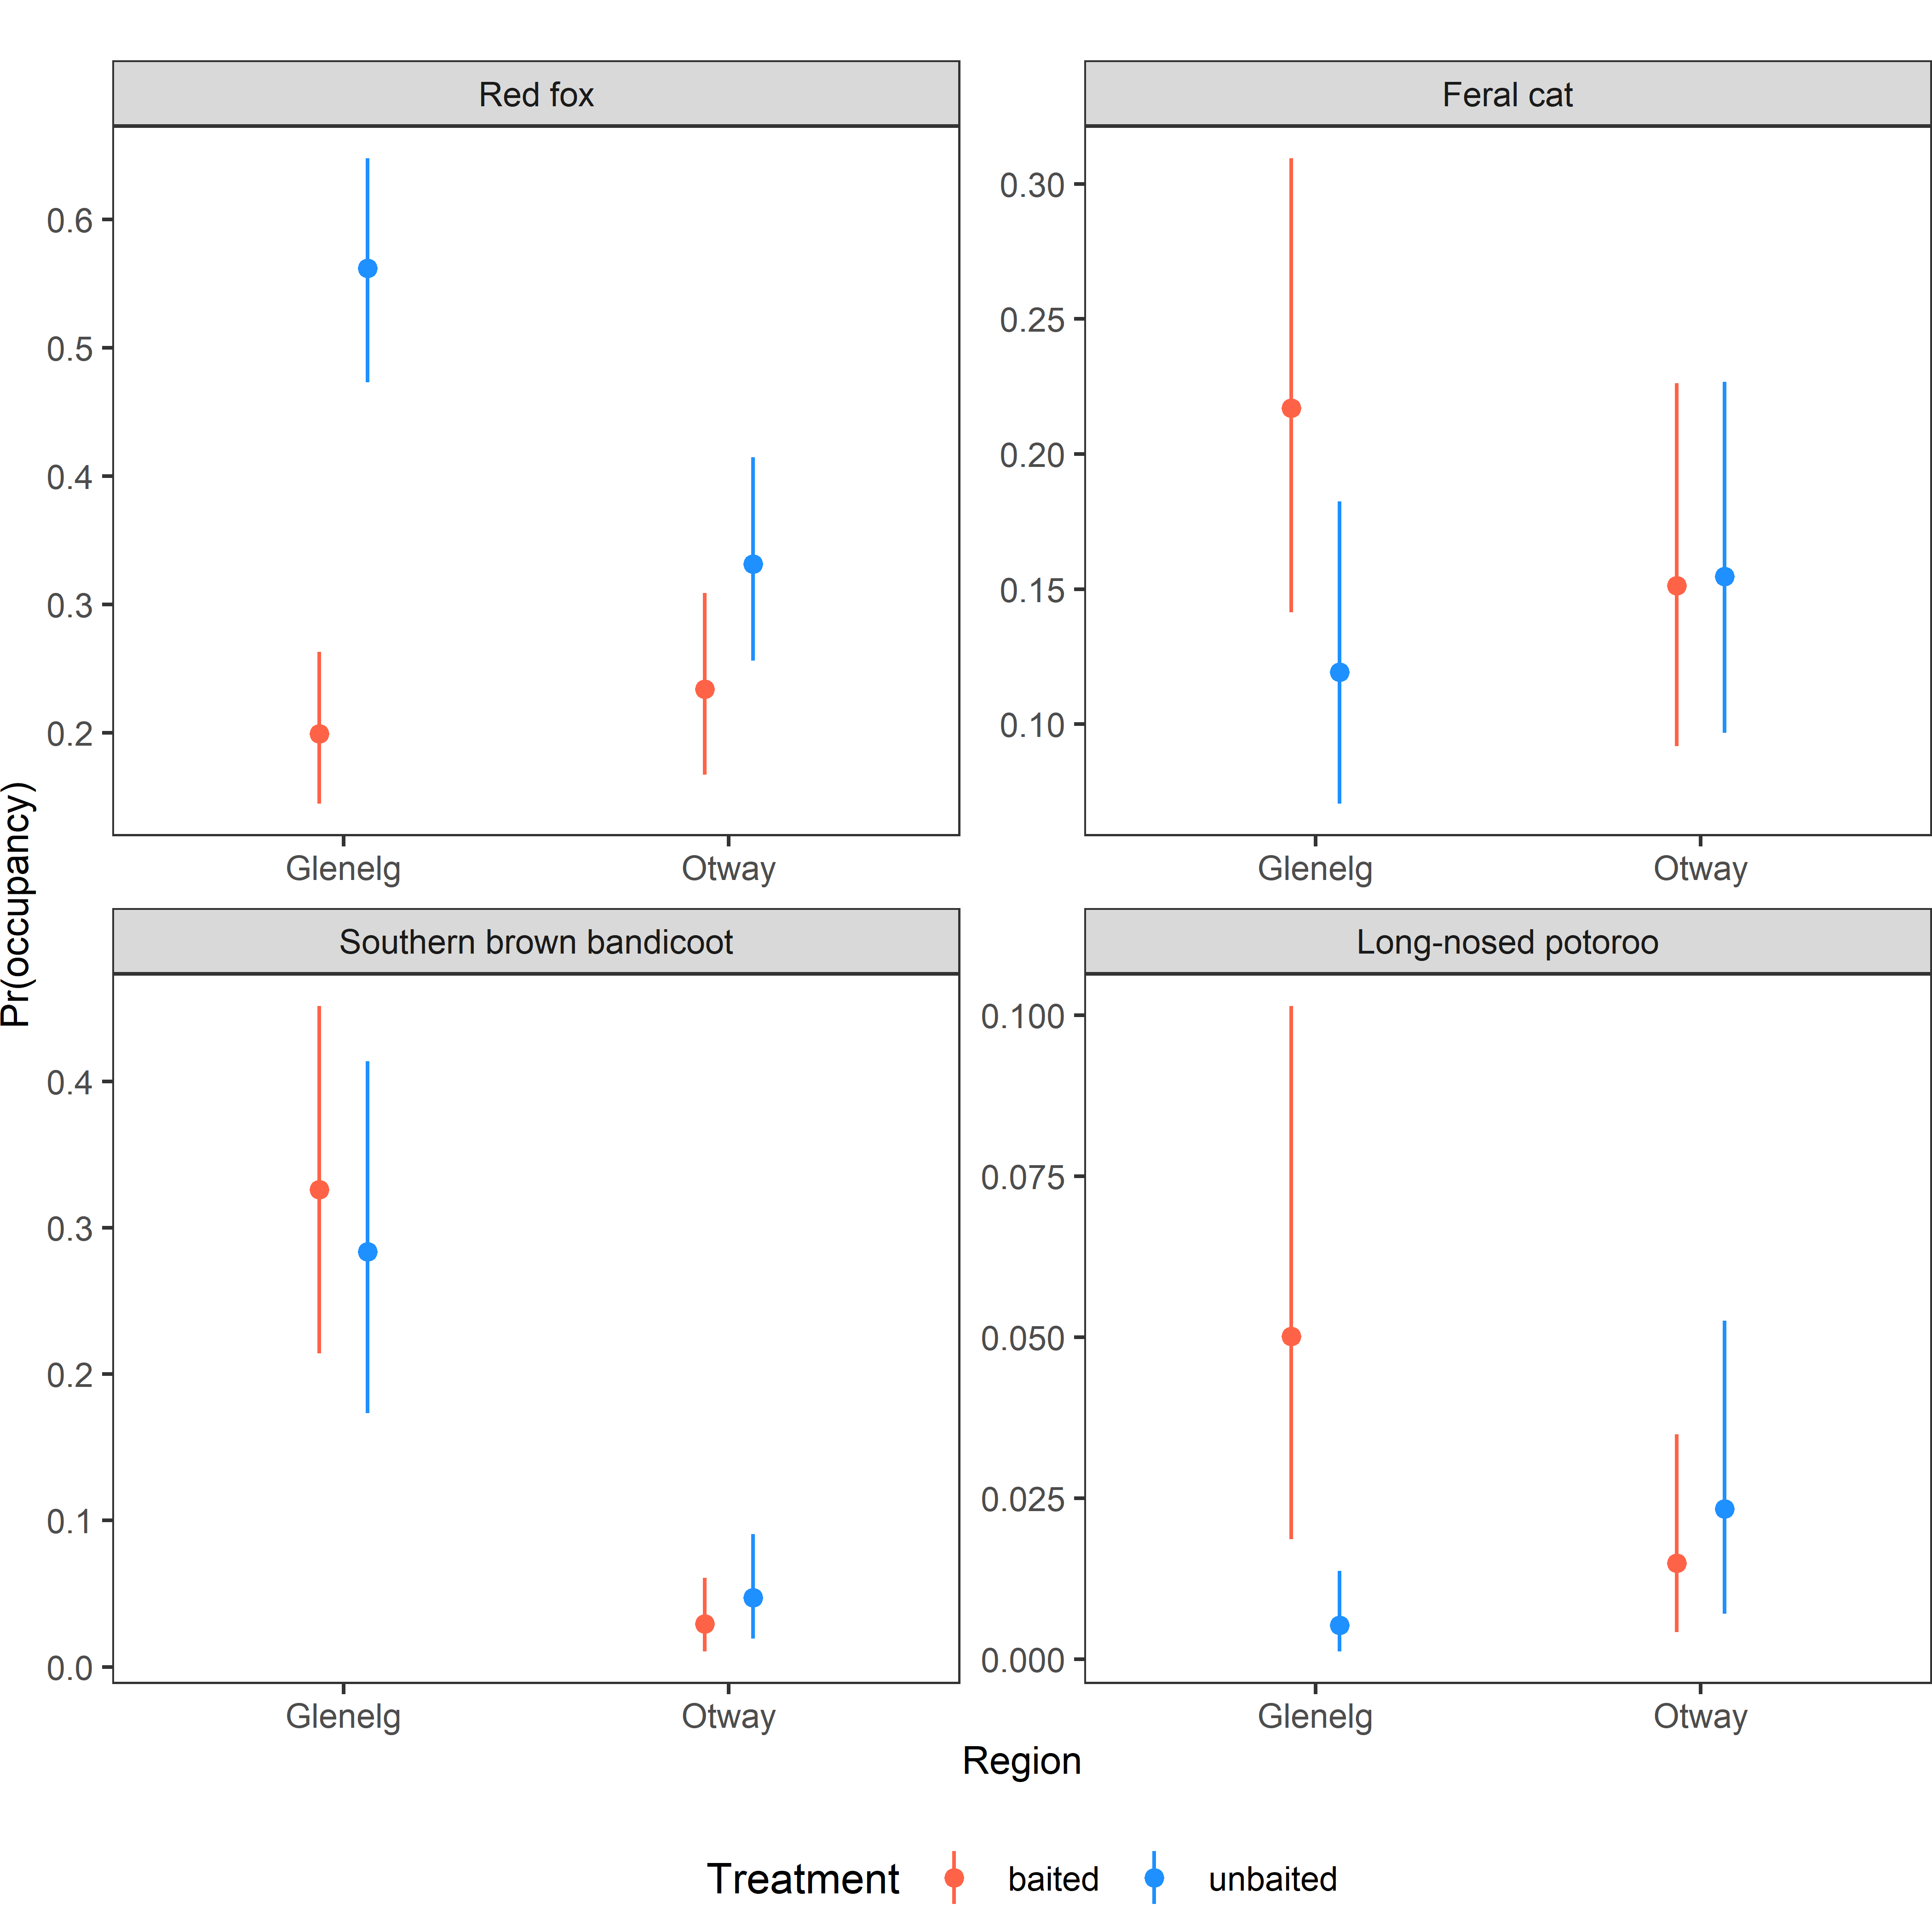 Red fox
Feral cat
0.6
0.5
0.4
0.3
0.2
0.30
0.25
0.20
0.15
0.10
Glenelg
Otway
Glenelg
Otway
Pr(occupancy)
Southern brown bandicoot
Long-nosed potoroo
0.4
0.3
0.2
0.1
0.0
0.100
0.075
0.050
0.025
0.000
Glenelg
Otway
Glenelg
Otway
Region
Treatment baited unbaited